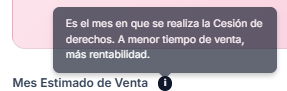 Es el mes en que se realiza la Cesión de
derechos. A menor tiempo de venta,
más rentabilidad.
Mes Estimado de Venta i